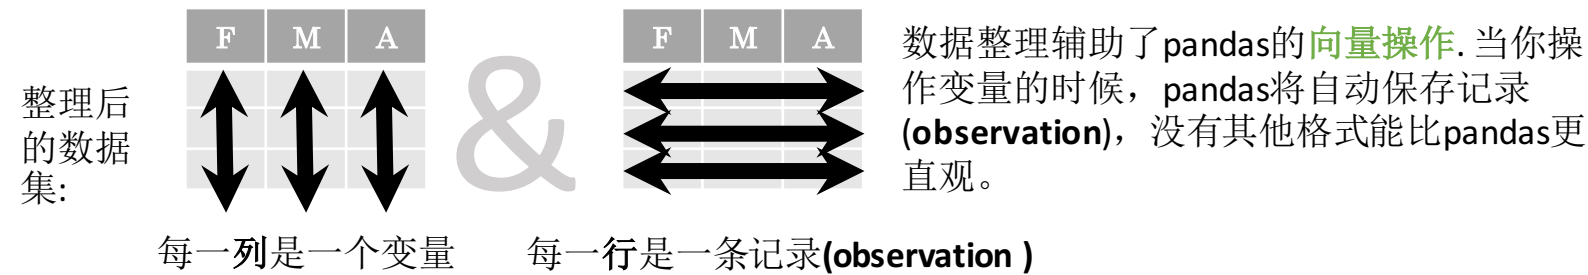 整理后
的数据
集:
F M A
&
F M A
每一列是一个变量
每一行是一条记录(observation )
数据整理辅助了pandas的向量操作. 当你操
作变量的时候，pandas将自动保存记录
(observation)，没有其他格式能比pandas更
直观。